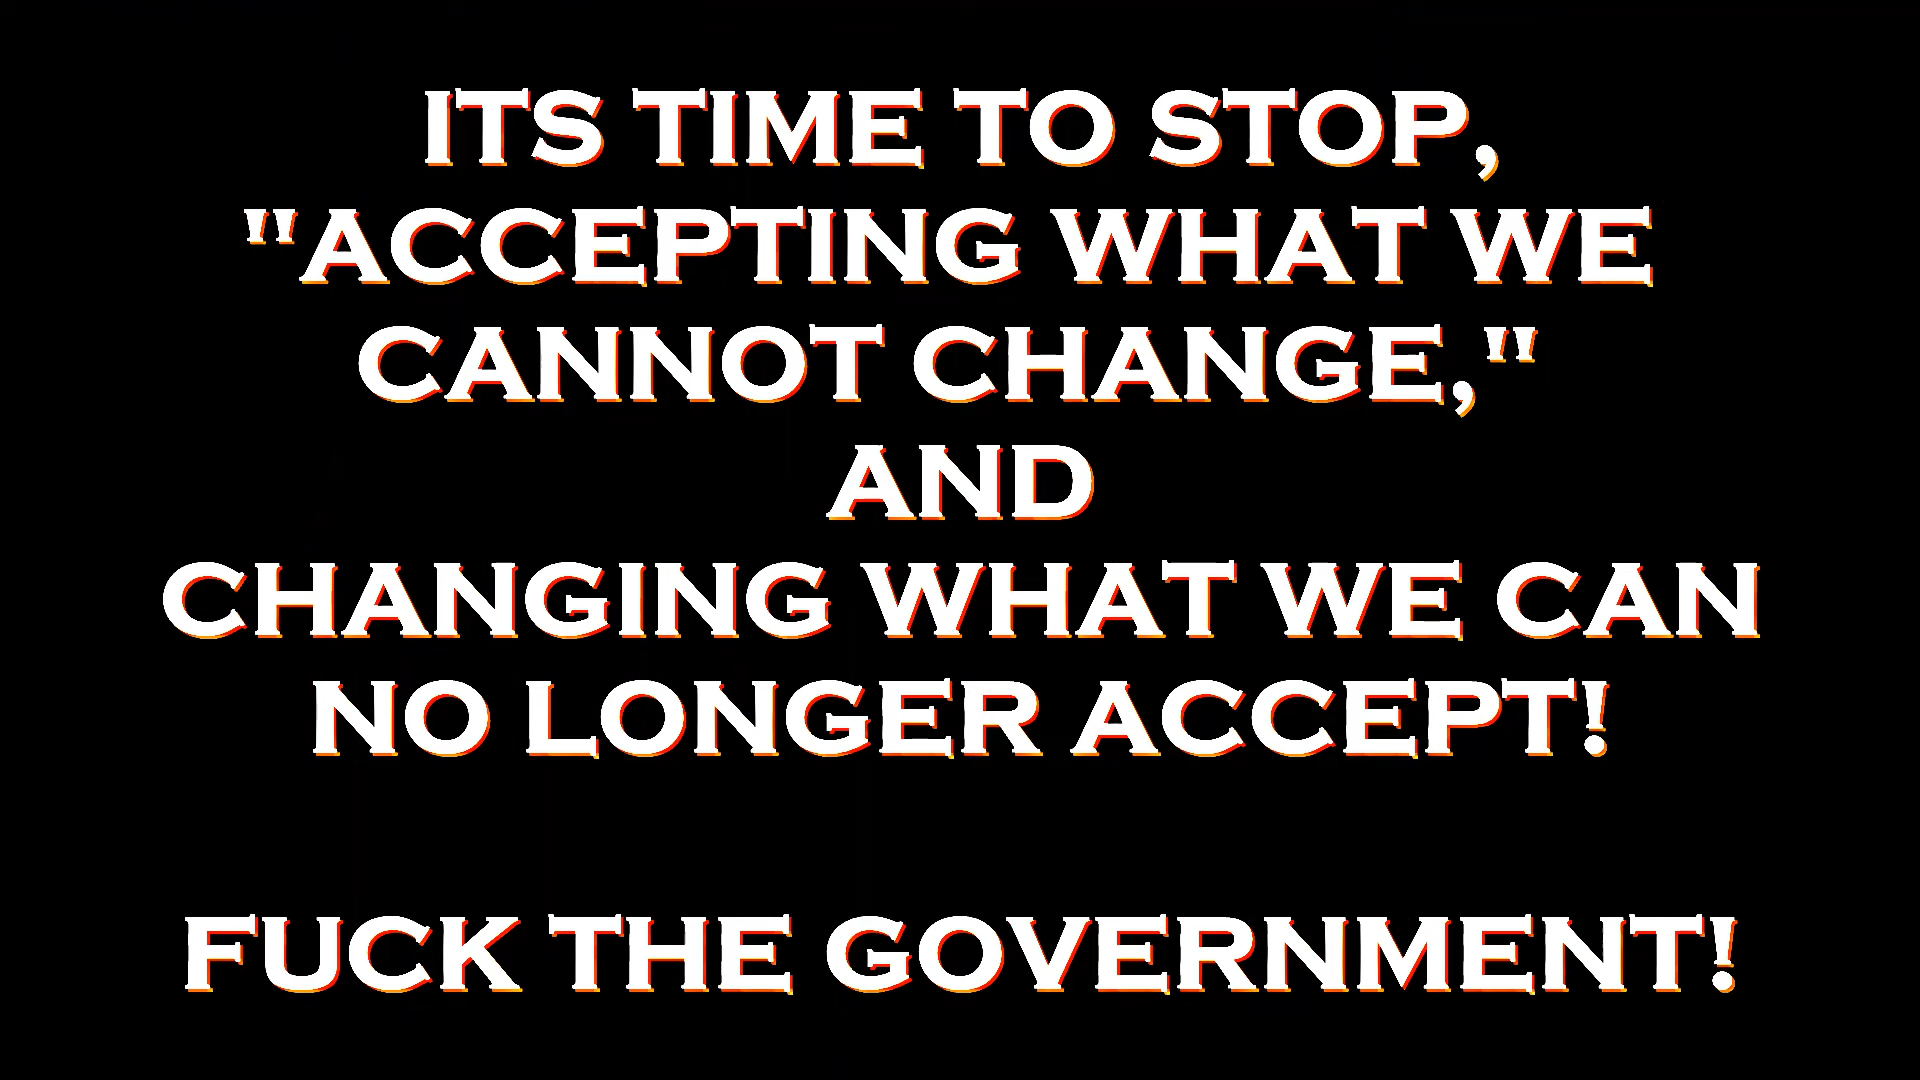 ITS TIME TO STOP,
"ACCEPTING WHAT WE
CANNOT CHANGE,"
AND
CHANGING WHAT WE CAN
NO LONGER ACCEPT!
FUCK THE GOVERNMENT!